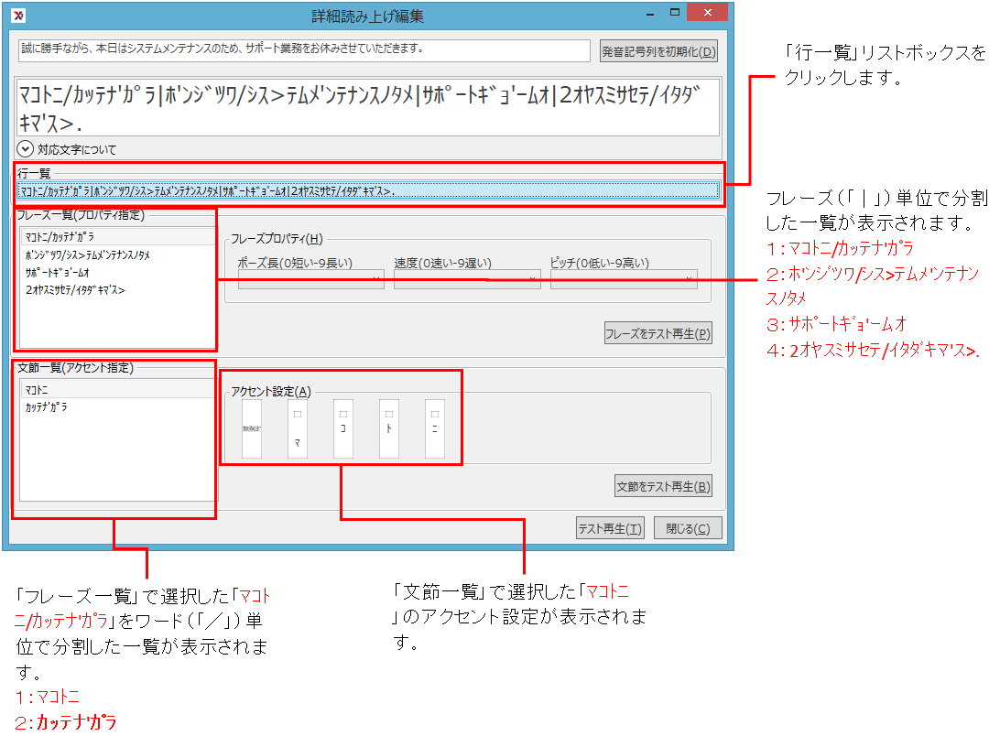 詳細読み上げ編集
誠に勝手ながら、本日はシステムメンテナンスのため、サポート業務をお休みさせていただきます。
発音記号列を初期化(D)
ﾏｺﾄﾆ/ｶｯﾃﾅ'ｶﾟﾗ|ﾎ'ﾝｼﾞﾂﾜ/ｼｽ>ﾃﾑﾒ'ﾝﾃﾅﾝｽﾉﾀﾒ|ｻﾎﾟｰﾄｷﾞｮ'ｰﾑｵ|2ｵﾔｽﾐｻｾﾃ/ｲﾀﾀﾞ
ｷﾏ'ｽ>.
対応文字について
行一覧
ﾏｺﾄﾆ/ｶｯﾃﾅ'ｶﾟﾗ|ﾎ'ﾝｼﾞﾂﾜ/ｼｽ>ﾃﾑﾒ'ﾝﾃﾅﾝｽﾉﾀﾒ|ｻﾎﾟｰﾄｷﾞｮ'ｰﾑｵ|2ｵﾔｽﾐｻｾﾃ/ｲﾀﾀﾞｷﾏ'ｽ>.
フレーズ一覧(プロパティ指定)
ﾏｺﾄﾆ/ｶｯﾃﾅ'ｶﾟﾗ
ﾎ'ﾝｼﾞﾂﾜ/ｼｽ>ﾃﾑﾒ'ﾝﾃﾅﾝｽﾉﾀﾒ
ｻﾎﾟｰﾄｷﾞｮ'ｰﾑｵ
2ｵﾔｽﾐｻｾﾃ/ｲﾀﾀﾞｷﾏ'ｽ>
フレーズプロパティ(H)
ポーズ長(0短い-9長い)
速度(0速い-9遅い)
ピッチ(0低い-9高い)
フレーズをテスト再生(P)
文節一覧(アクセント指定)
ﾏｺﾄﾆ
ｶｯﾃﾅ'ｶﾟﾗ
アクセント設定(A)
無指定
マ
コ
ト
ニ
文節をテスト再生(B)
テスト再生(T)
閉じる(C)
「行一覧」リストボックスを
クリックします。
フレーズ（「｜」）単位で分割
した一覧が表示されます。
１：ﾏｺﾄﾆ/ｶｯﾃﾅ'ｶﾟﾗ
２：ﾎ'ﾝｼﾞﾂﾜ/ｼｽ>ﾃﾑﾒ'ﾝﾃﾅﾝ
ｽﾉﾀﾒ
３：ｻﾎﾟｰﾄｷﾞｮ'ｰﾑｵ
４：2ｵﾔｽﾐｻｾﾃ/ｲﾀﾀﾞｷﾏ'ｽ>.
「フレーズ一覧」で選択した「ﾏｺﾄ
ﾆ/ｶｯﾃﾅ'ｶﾟﾗ」をワード（「／」）単
位で分割した一覧が表示されま
す。
１：ﾏｺﾄﾆ
２：ｶｯﾃﾅ'ｶﾟﾗ
「文節一覧」で選択した「ﾏｺﾄﾆ
」のアクセント設定が表示されま
す。